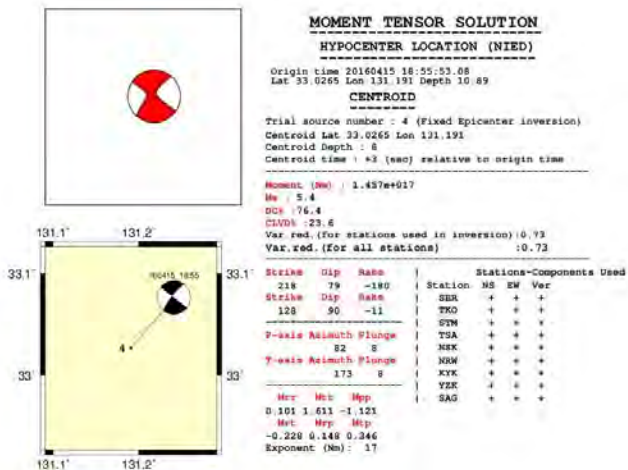 MOMENT TENSOR SOLUTION
HYPOCENTER LOCATION (NIED)
Origin time 20160415 18:55:53.08
Lat 33.0265 Lon 131.191 Depth 10.89
CENTROID
Trial source number : 4 (Fixed Epicenter inversion)
Centroid Lat 33.0265 Lon 131.191
Centroid Depth : 8
Centroid time : +3 (sec) relative to origin time
Moment (Nm) : 1.457e+017
Mw : 5.4
DC% :76.4
CLVD% :23.6
Var.red.(for stations used in inversion):0.73
Var.red.(for all stations) :0.73
Strike Dip Rake
218 79 -180
Strike Dip Rake
128 90 -11
P-axis Azimuth Plunge
82 8
T-axis Azimuth Plunge
173 8
Mrr Mtt Mpp
0.101 1.611 -1.121
Mrt Mrp Mtp
-0.228 0.148 0.346
Exponent (Nm): 17
Stations-Components Used
Station NS EW Ver
SBR + + +
TKO + + +
STM + + +
TSA + + +
NSK + + +
NRW + + +
KYK + + +
YZK + + +
SAG + + +
131.1˚ 131.2˚
33.1˚ 33.1˚
160415_18:55
4
33˚ 33˚
131.1˚ 131.2˚